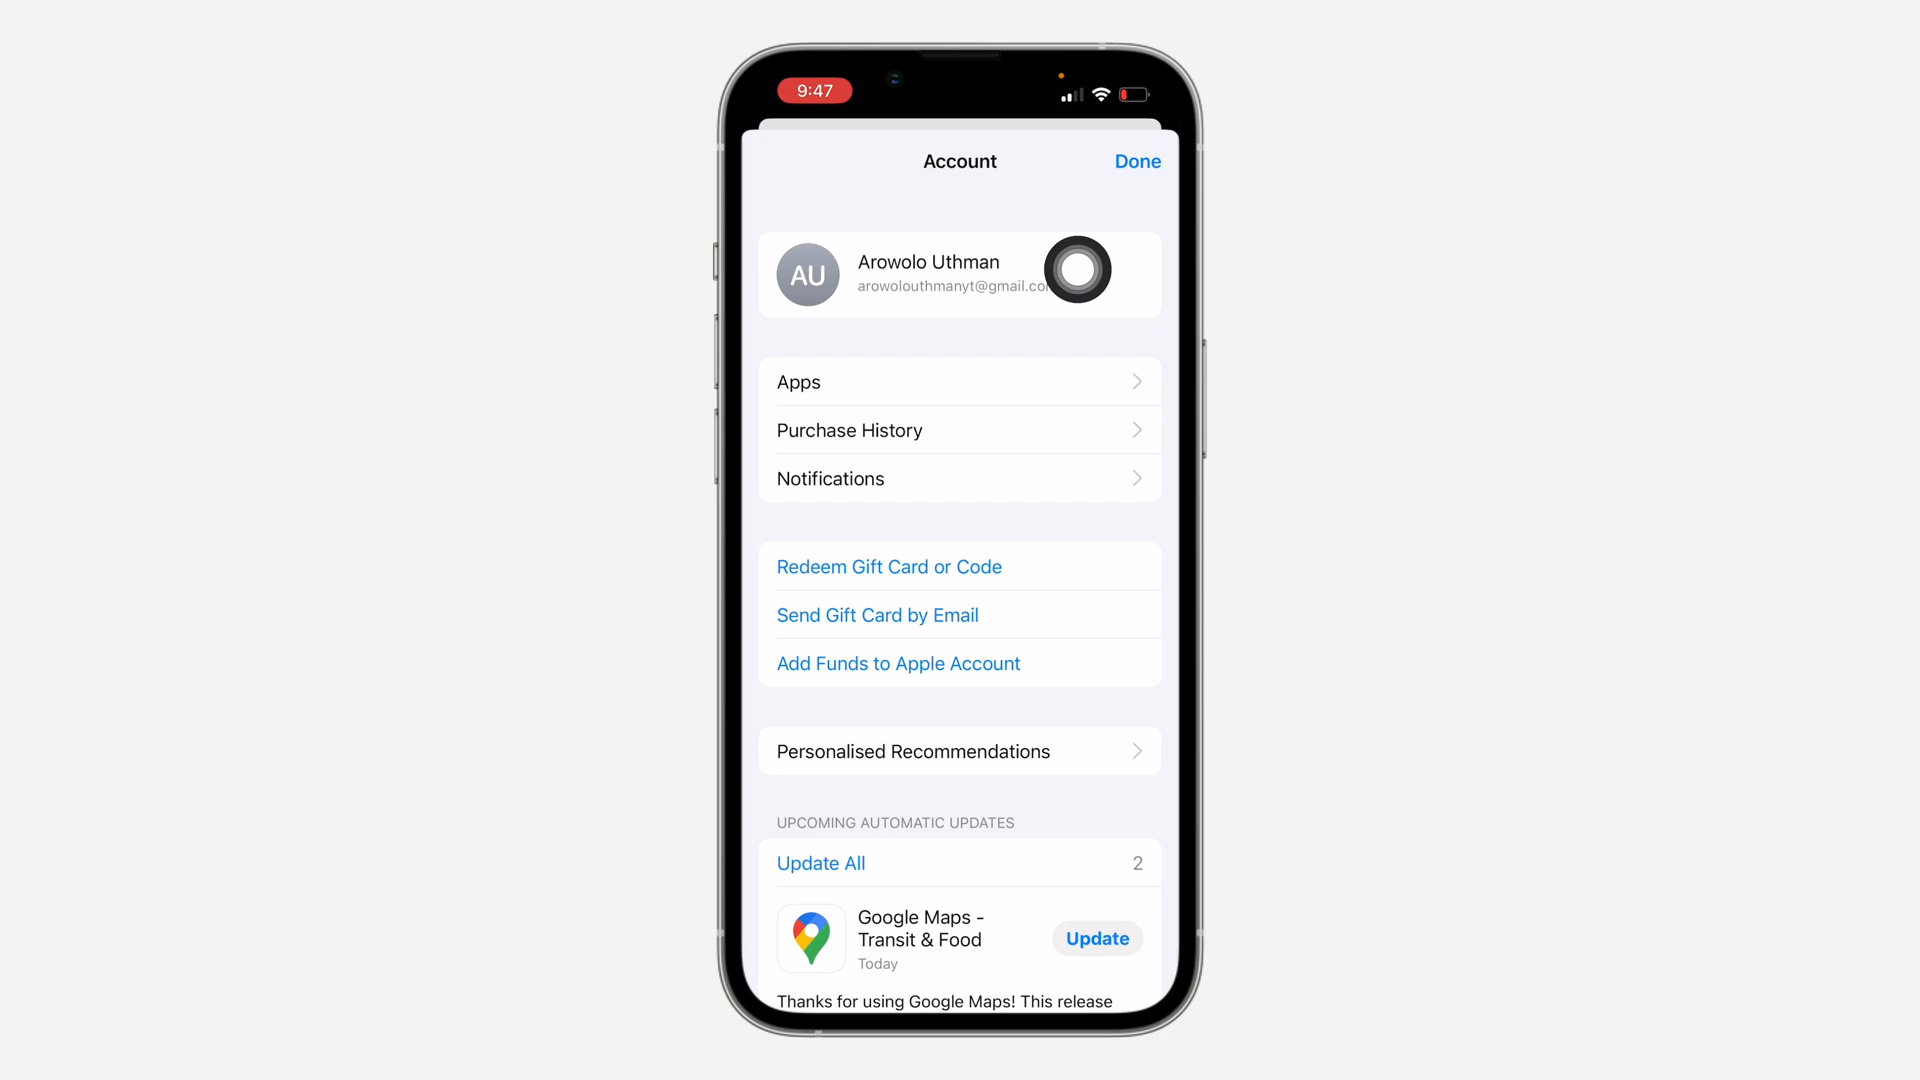 9:47
Account
Done
AU
Arowolo Uthman
arowolouthmanyt@gmail.co
Apps
Purchase History
Notifications
Redeem Gift Card or Code
Send Gift Card by Email
Add Funds to Apple Account
Personalised Recommendations
UPCOMING AUTOMATIC UPDATES
Update All
2
Google Maps -
Transit & Food
Update
Today
Thanks for using Google Maps! This release